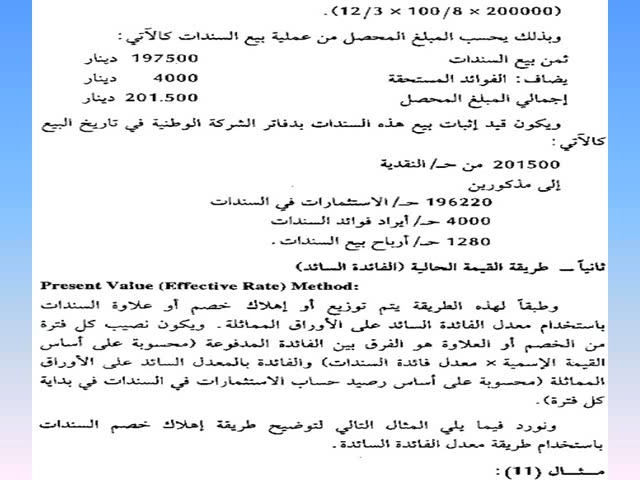 (200000 × 8/100 × 3/12).
وبذلك يحسب المبلغ المحصل من عملية بيع السندات كالآتي:
ثمن بيع السندات 197500 دينار
يضاف: الفوائد المستحقة 4000 دينار
إجمالي المبلغ المحصل 201.500 دينار
ويكون قيد إثبات بيع هذه السندات بدفاتر الشركة الوطنية في تاريخ البيع
كالآتي:
201500 من حـ/ النقدية
إلى مذكورين
196220 حـ/ الاستثمارات في السندات
4000 حـ/ أيراد فوائد السندات
1280 حـ/ أرباح بيع السندات.
ثانياً ــ طريقة القيمة الحالية (الفائدة السائد)
Present Value (Effective Rate) Method:
وطبقاً لهذه الطريقة يتم توزيع أو إهلاك خصم أو علاوة السندات
باستخدام معدل الفائدة السائد على الأوراق المماثلة. ويكون نصيب كل فترة
من الخصم أو العلاوة هو الفرق بين الفائدة المدفوعة (محسوبة على أساس
القيمة الإسمية × معدل فائدة السندات) والفائدة بالمعدل السائد على الأوراق
المماثلة (محسوبة على أساس رصيد حساب الاستثمارات في السندات في بداية
كل فترة).
ونورد فيما يلي المثال التالي لتوضيح طريقة إهلاك خصم السندات
باستخدام طريقة معدل الفائدة السائدة.
مـثـال (11):